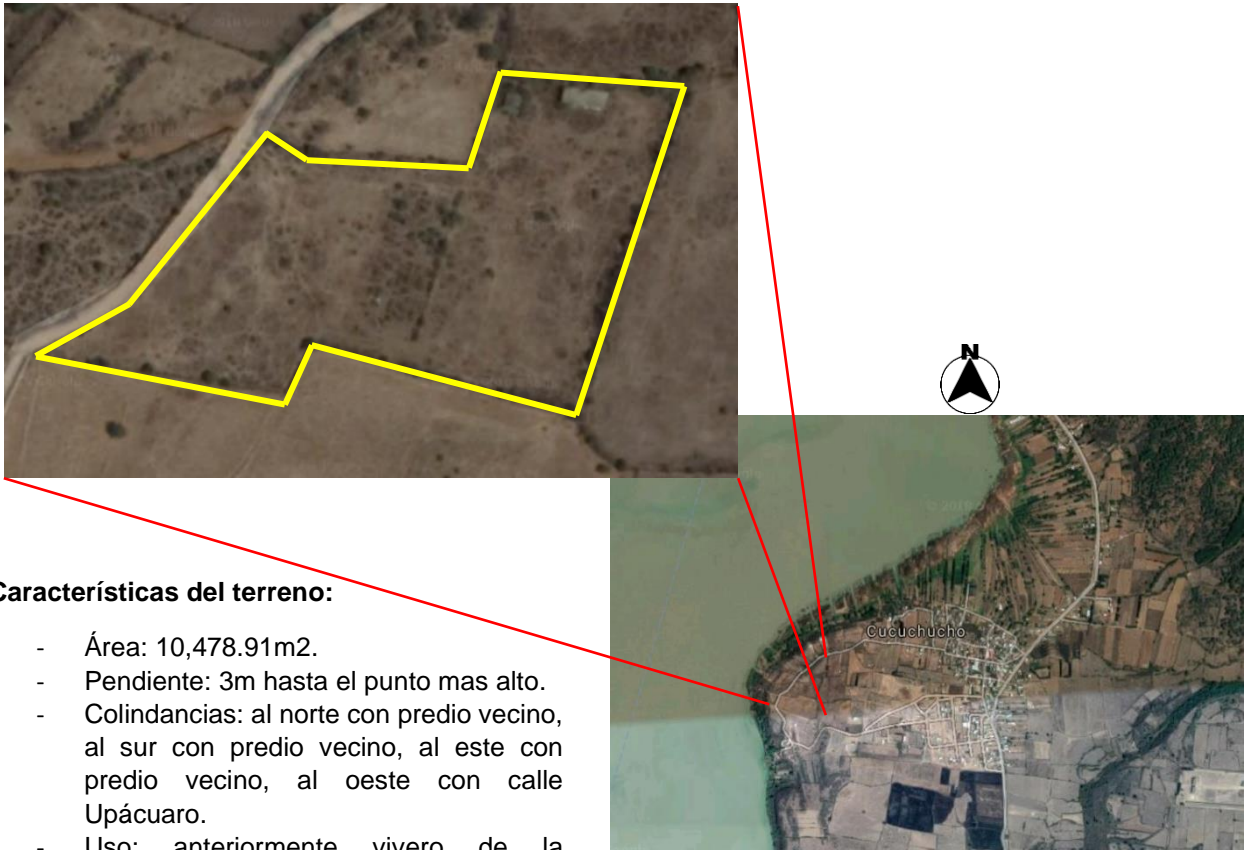 N
Cucuchucho
Características del terreno:
- Área: 10,478.91m2.
- Pendiente: 3m hasta el punto mas alto.
- Colindancias: al norte con predio vecino,
al sur con predio vecino, al este con
predio vecino, al oeste con calle
Upácuaro.
- Uso: anteriormente vivero de la